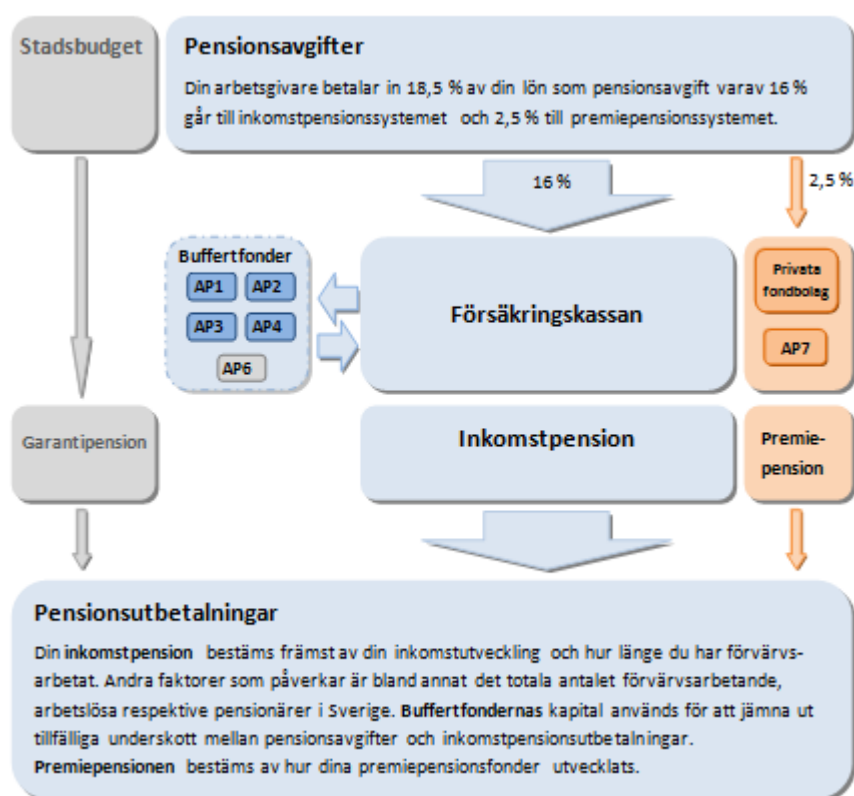 Stadsbudget
Pensionsavgifter
Din arbetsgivare betalar in 18,5 % av din lön som pensionsavgift varav 16 %
går till inkomstpensionssystemet och 2,5 % till premiepensionssystemet.
16 %
2,5 %
Buffertfonder
AP1 AP2
AP3 AP4
AP6
Försäkringskassan
Privata
fondbolag
AP7
Garantipension
Inkomstpension
Premie-
pension
Pensionsutbetalningar
Din inkomstpension bestäms främst av din inkomstutveckling och hur länge du har förvärvs-
arbetat. Andra faktorer som påverkar är bland annat det totala antalet förvärvsarbetande,
arbetslösa respektive pensionärer i Sverige. Buffertfondernas kapital används för att jämna ut
tillfälliga underskott mellan pensionsavgifter och inkomstpensionsutbetalningar.
Premiepensionen bestäms av hur dina premiepensionsfonder utvecklats.